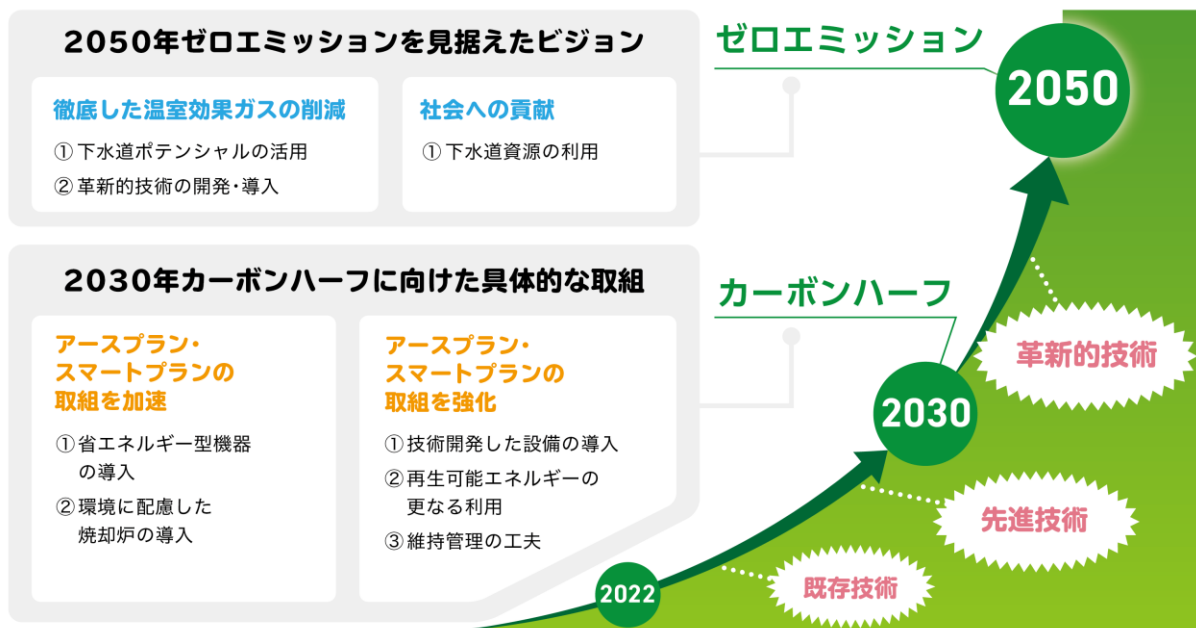 2050年ゼロエミッションを見据えたビジョン
徹底した温室効果ガスの削減
① 下水道ポテンシャルの活用
② 革新的技術の開発・導入
社会への貢献
① 下水道資源の利用
ゼロエミッション
2050
2030年カーボンハーフに向けた具体的な取組
アースプラン・
スマートプランの
取組を加速
① 省エネルギー型機器
の導入
② 環境に配慮した
焼却炉の導入
アースプラン・
スマートプランの
取組を強化
① 技術開発した設備の導入
② 再生可能エネルギーの
更なる利用
③ 維持管理の工夫
カーボンハーフ
2030
革新的技術
先進技術
既存技術
2022